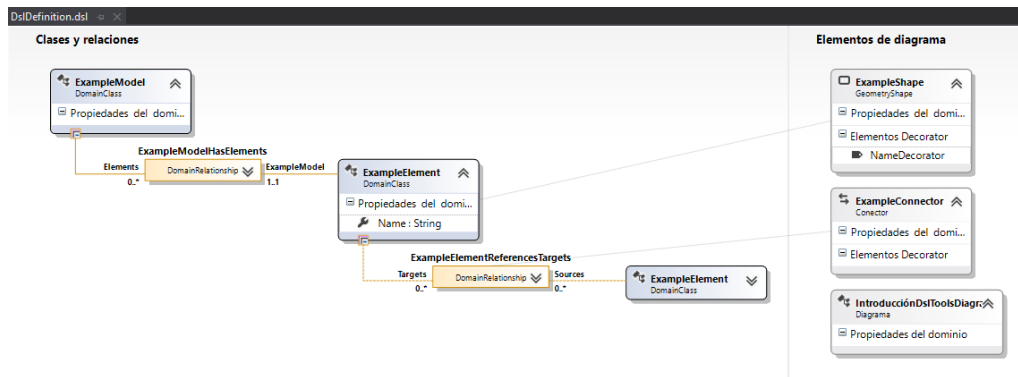 DslDefinition.dsl
Clases y relaciones
Elementos de diagrama
ExampleModel
DomainClass
Propiedades del domi...
ExampleModelHasElements
Elements
DomainRelationship
ExampleModel
0..*
1..1
ExampleElement
DomainClass
Propiedades del domi...
Name : String
ExampleElementReferencesTargets
Targets
DomainRelationship
Sources
0..*
0..*
ExampleElement
DomainClass
ExampleShape
GeometryShape
Propiedades del domi...
Elementos Decorator
NameDecorator
ExampleConnector
Conector
Propiedades del domi...
Elementos Decorator
IntroducciónDslToolsDiagr
Diagrama
Propiedades del dominio